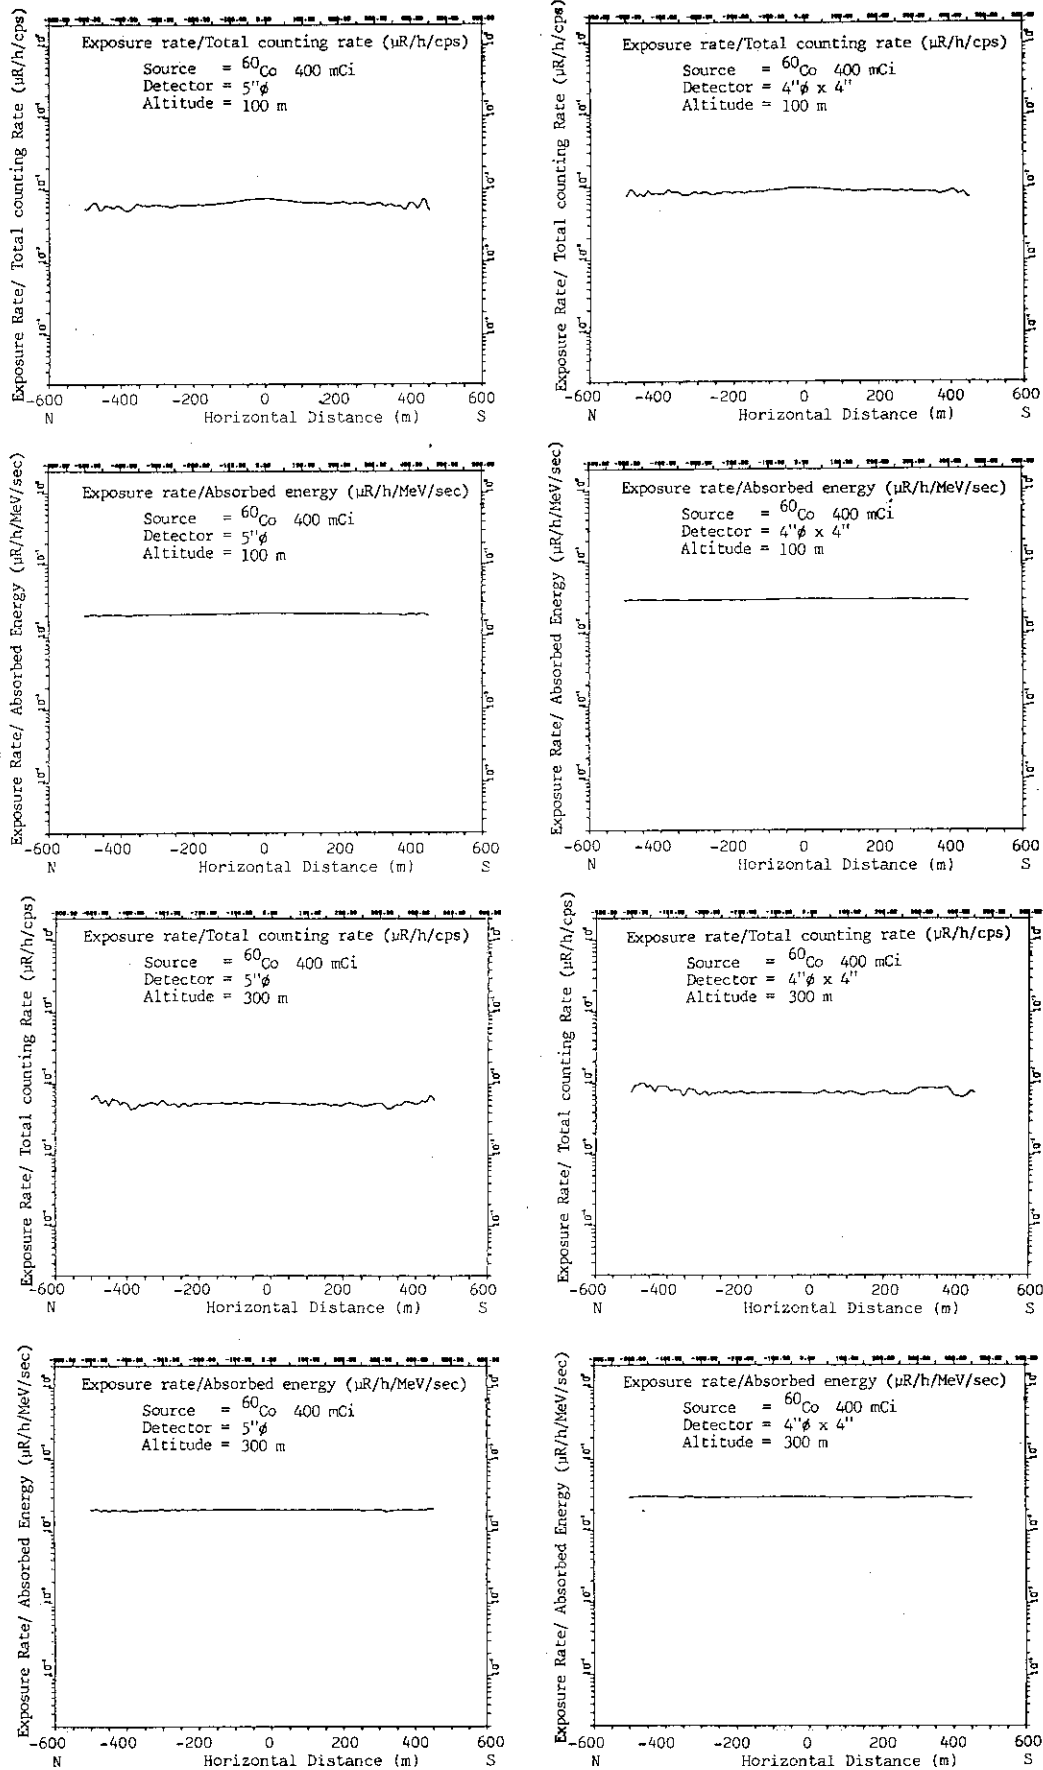 Exposure Rate/ Total counting Rate (μR/h/cps)
Exposure rate/Total counting rate (μR/h/cps)
Source = ⁶⁰Co 400 mCi
Detector = 5"ϕ
Altitude = 100 m
-600 -400 -200 0 200 400 600
N Horizontal Distance (m) S
Exposure Rate/ Total counting Rate (μR/h/cps)
Exposure rate/Total counting rate (μR/h/cps)
Source = ⁶⁰Co 400 mCi
Detector = 4"ϕ x 4"
Altitude = 100 m
-600 -400 -200 0 200 400 600
N Horizontal Distance (m) S
Exposure Rate/ Absorbed Energy (μR/h/MeV/sec)
Exposure rate/Absorbed energy (μR/h/MeV/sec)
Source = ⁶⁰Co 400 mCi
Detector = 5"ϕ
Altitude = 100 m
-600 -400 -200 0 200 400 600
N Horizontal Distance (m) S
Exposure Rate/ Absorbed Energy (μR/h/MeV/sec)
Exposure rate/Absorbed energy (μR/h/MeV/sec)
Source = ⁶⁰Co 400 mCi
Detector = 4"ϕ x 4"
Altitude = 100 m
-600 -400 -200 0 200 400 600
N Horizontal Distance (m) S
Exposure Rate/ Total counting Rate (μR/h/cps)
Exposure rate/Total counting rate (μR/h/cps)
Source = ⁶⁰Co 400 mCi
Detector = 5"ϕ
Altitude = 300 m
-600 -400 -200 0 200 400 600
N Horizontal Distance (m) S
Exposure Rate/ Total counting Rate (μR/h/cps)
Exposure rate/Total counting rate (μR/h/cps)
Source = ⁶⁰Co 400 mCi
Detector = 4"ϕ x 4"
Altitude = 300 m
-600 -400 -200 0 200 400 600
N Horizontal Distance (m) S
Exposure Rate/ Absorbed Energy (μR/h/MeV/sec)
Exposure rate/Absorbed energy (μR/h/MeV/sec)
Source = ⁶⁰Co 400 mCi
Detector = 5"ϕ
Altitude = 300 m
-600 -400 -200 0 200 400 600
N Horizontal Distance (m) S
Exposure Rate/ Absorbed Energy (μR/h/MeV/sec)
Exposure rate/Absorbed energy (μR/h/MeV/sec)
Source = ⁶⁰Co 400 mCi
Detector = 4"ϕ x 4"
Altitude = 300 m
-600 -400 -200 0 200 400 600
N Horizontal Distance (m) S